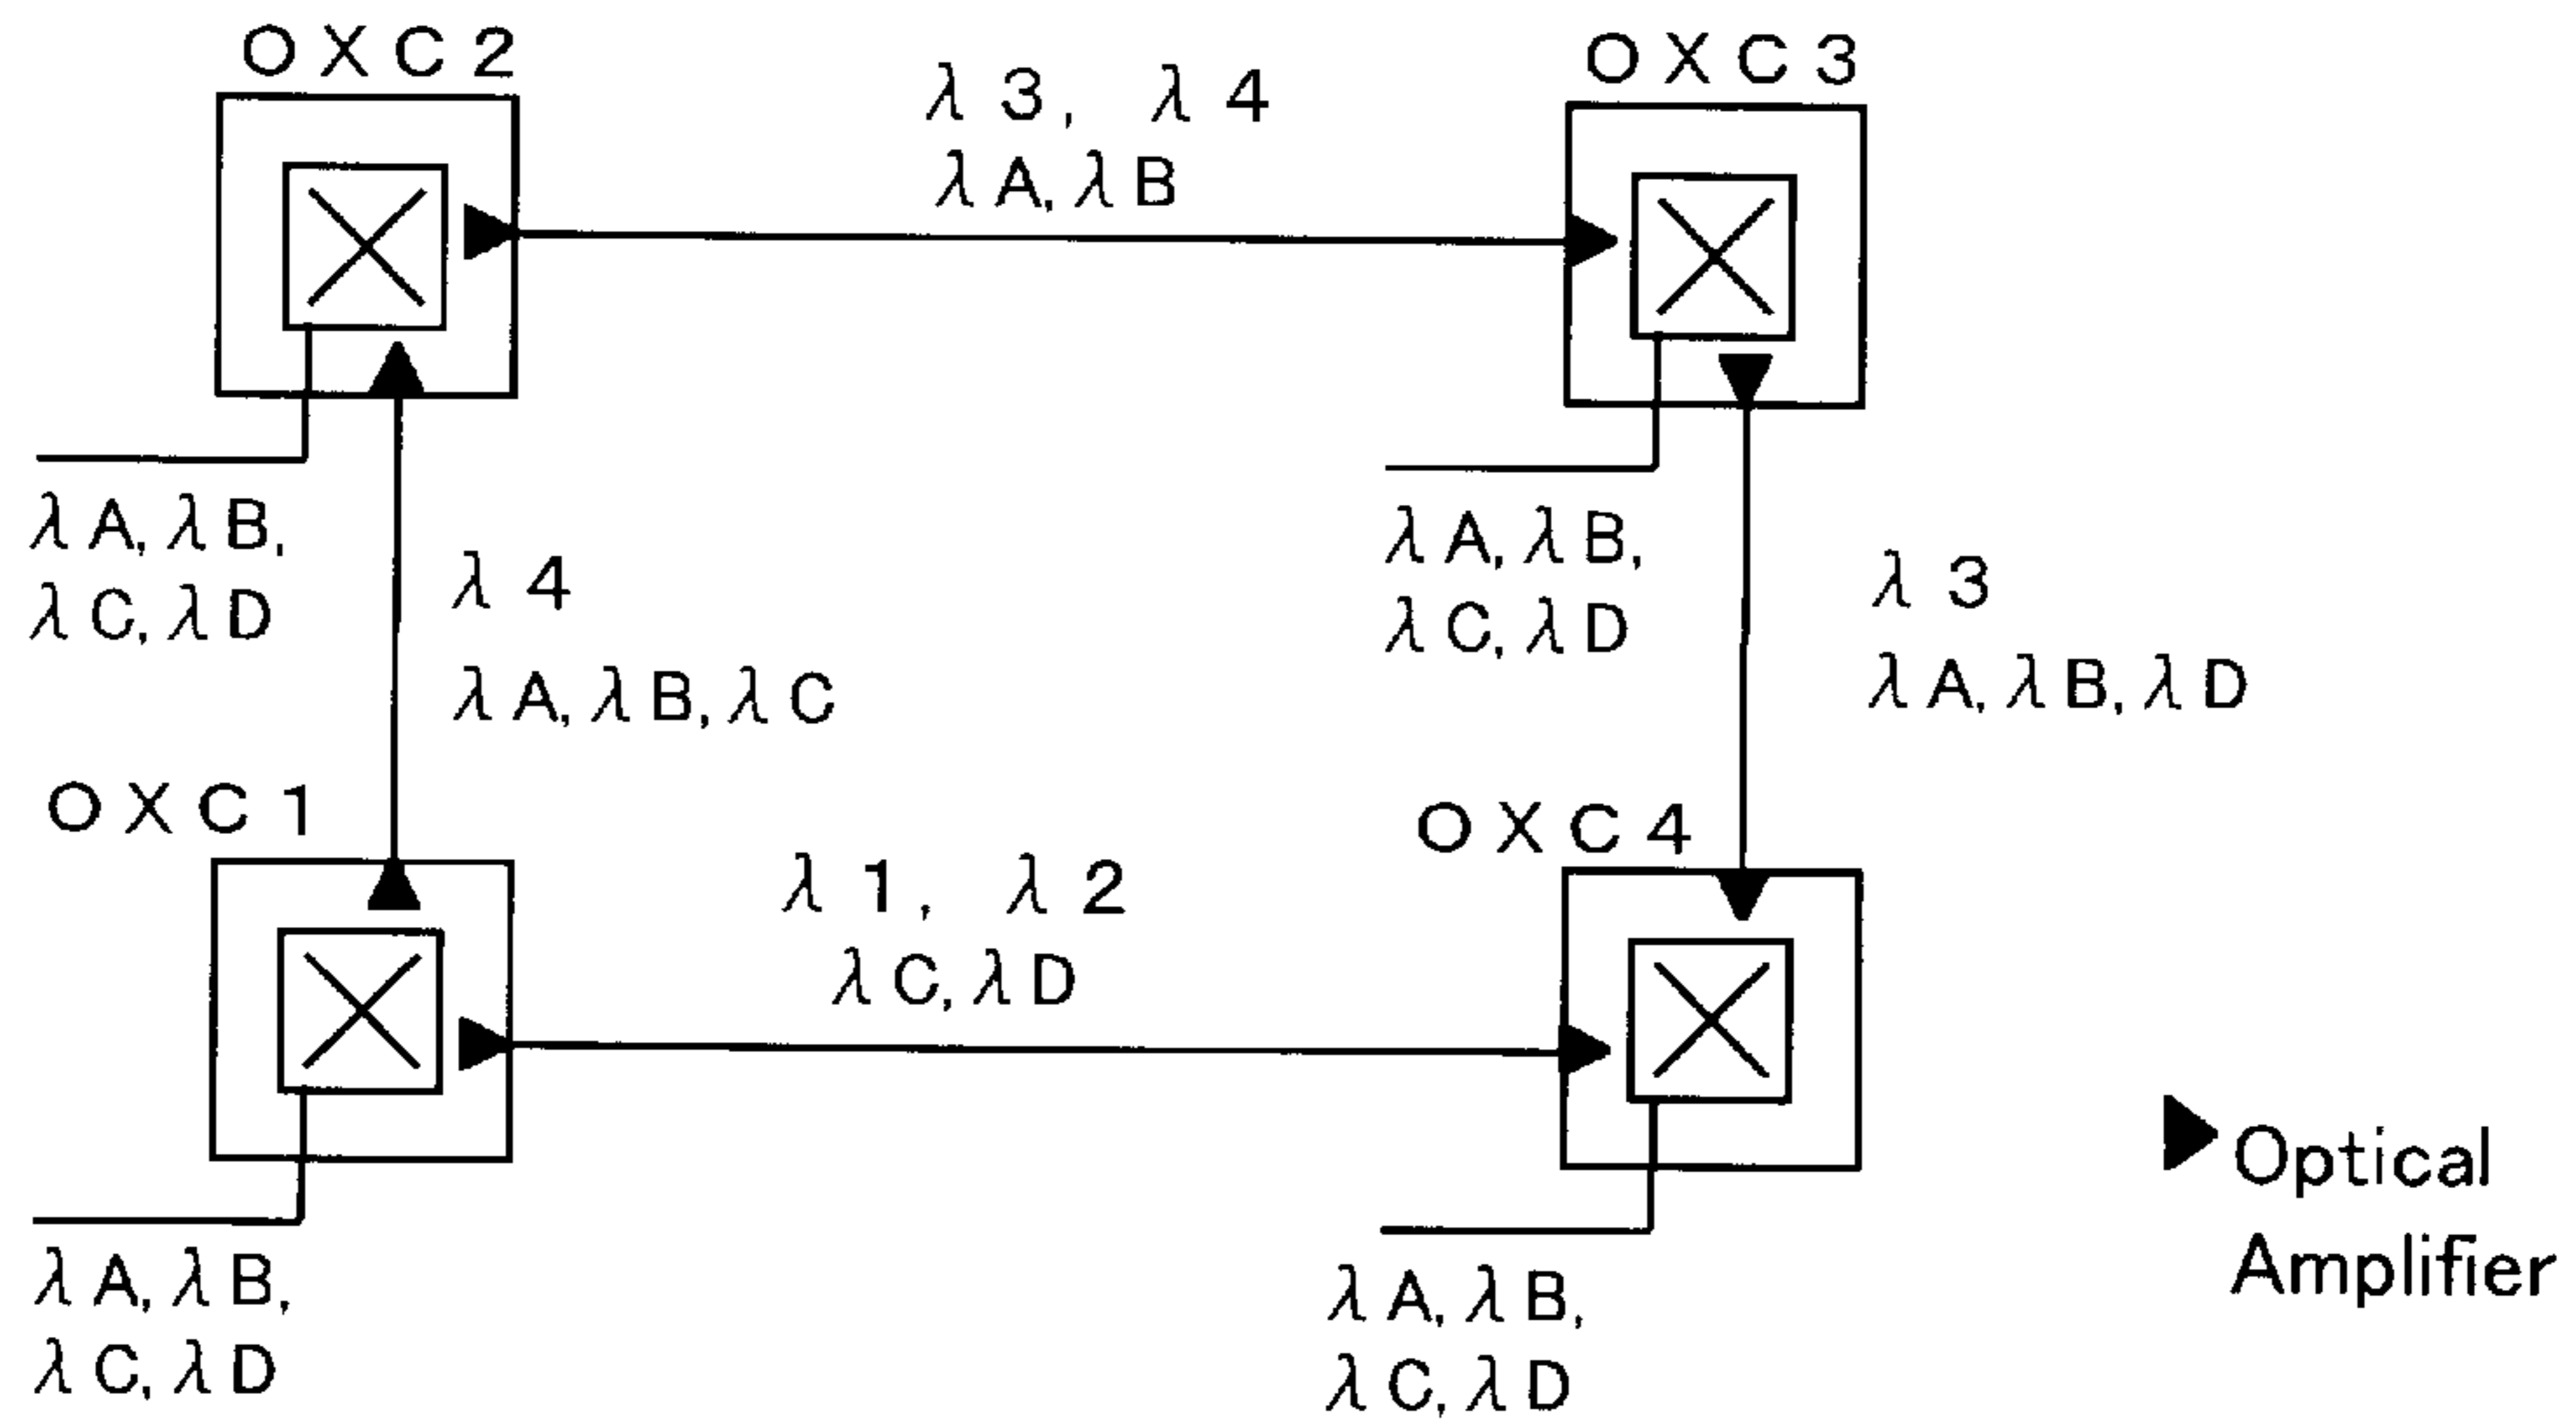 OXC2
OXC3
λ3, λ4
λA, λB
λA, λB,
λC, λD
λ4
λA, λB, λC
λA, λB,
λC, λD
λ3
λA, λB, λD
OXC1
OXC4
λ1, λ2
λC, λD
λA, λB,
λC, λD
λA, λB,
λC, λD
Optical
Amplifier